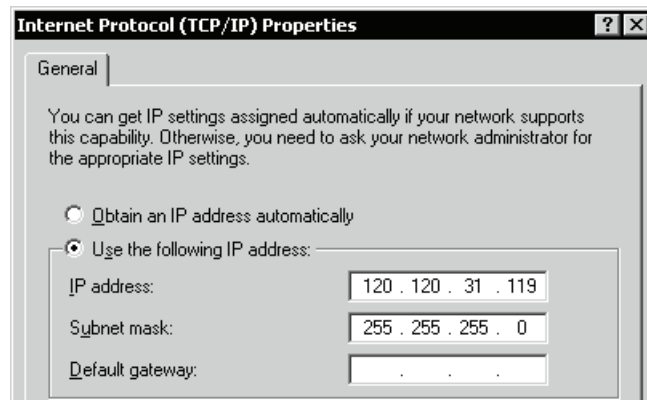 Internet Protocol (TCP/IP) Properties ? X
General
You can get IP settings assigned automatically if your network supports
this capability. Otherwise, you need to ask your network administrator for
the appropriate IP settings.
Obtain an IP address automatically
Use the following IP address:
IP address: 120 . 120 . 31 . 119
Subnet mask: 255 . 255 . 255 . 0
Default gateway: . . .